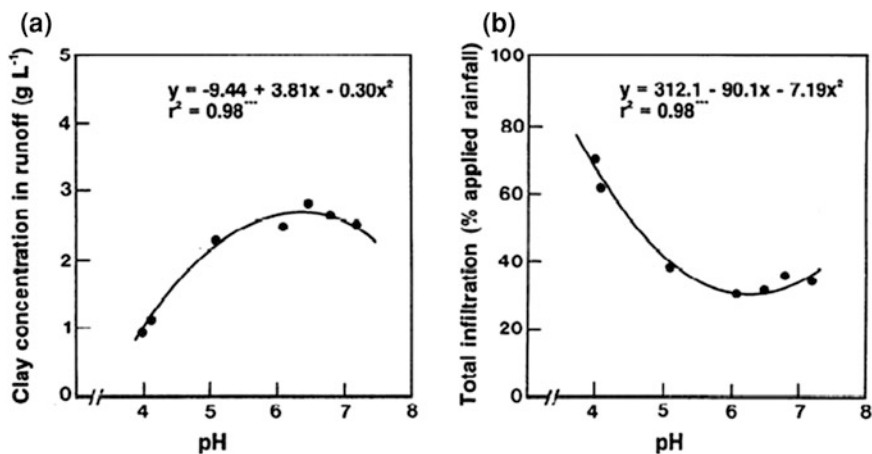 (a)
Clay concentration in runoff (g L⁻¹)
5
4
3
2
1
0
y = -9.44 + 3.81x - 0.30x²
r² = 0.98***
4 5 6 7 8
pH
(b)
Total infiltration (% applied rainfall)
100
80
60
40
20
0
y = 312.1 - 90.1x - 7.19x²
r² = 0.98***
4 5 6 7 8
pH